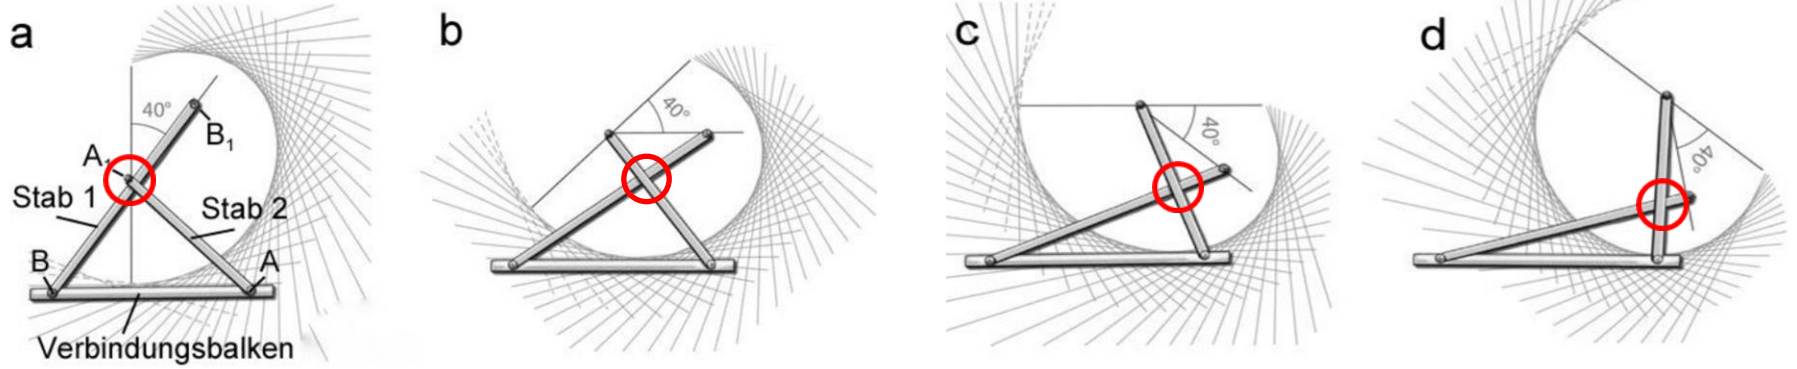 a
b
c
d
40°
B₁
A₁
Stab 1
Stab 2
B
A
Verbindungsbalken
40°
40°
40°